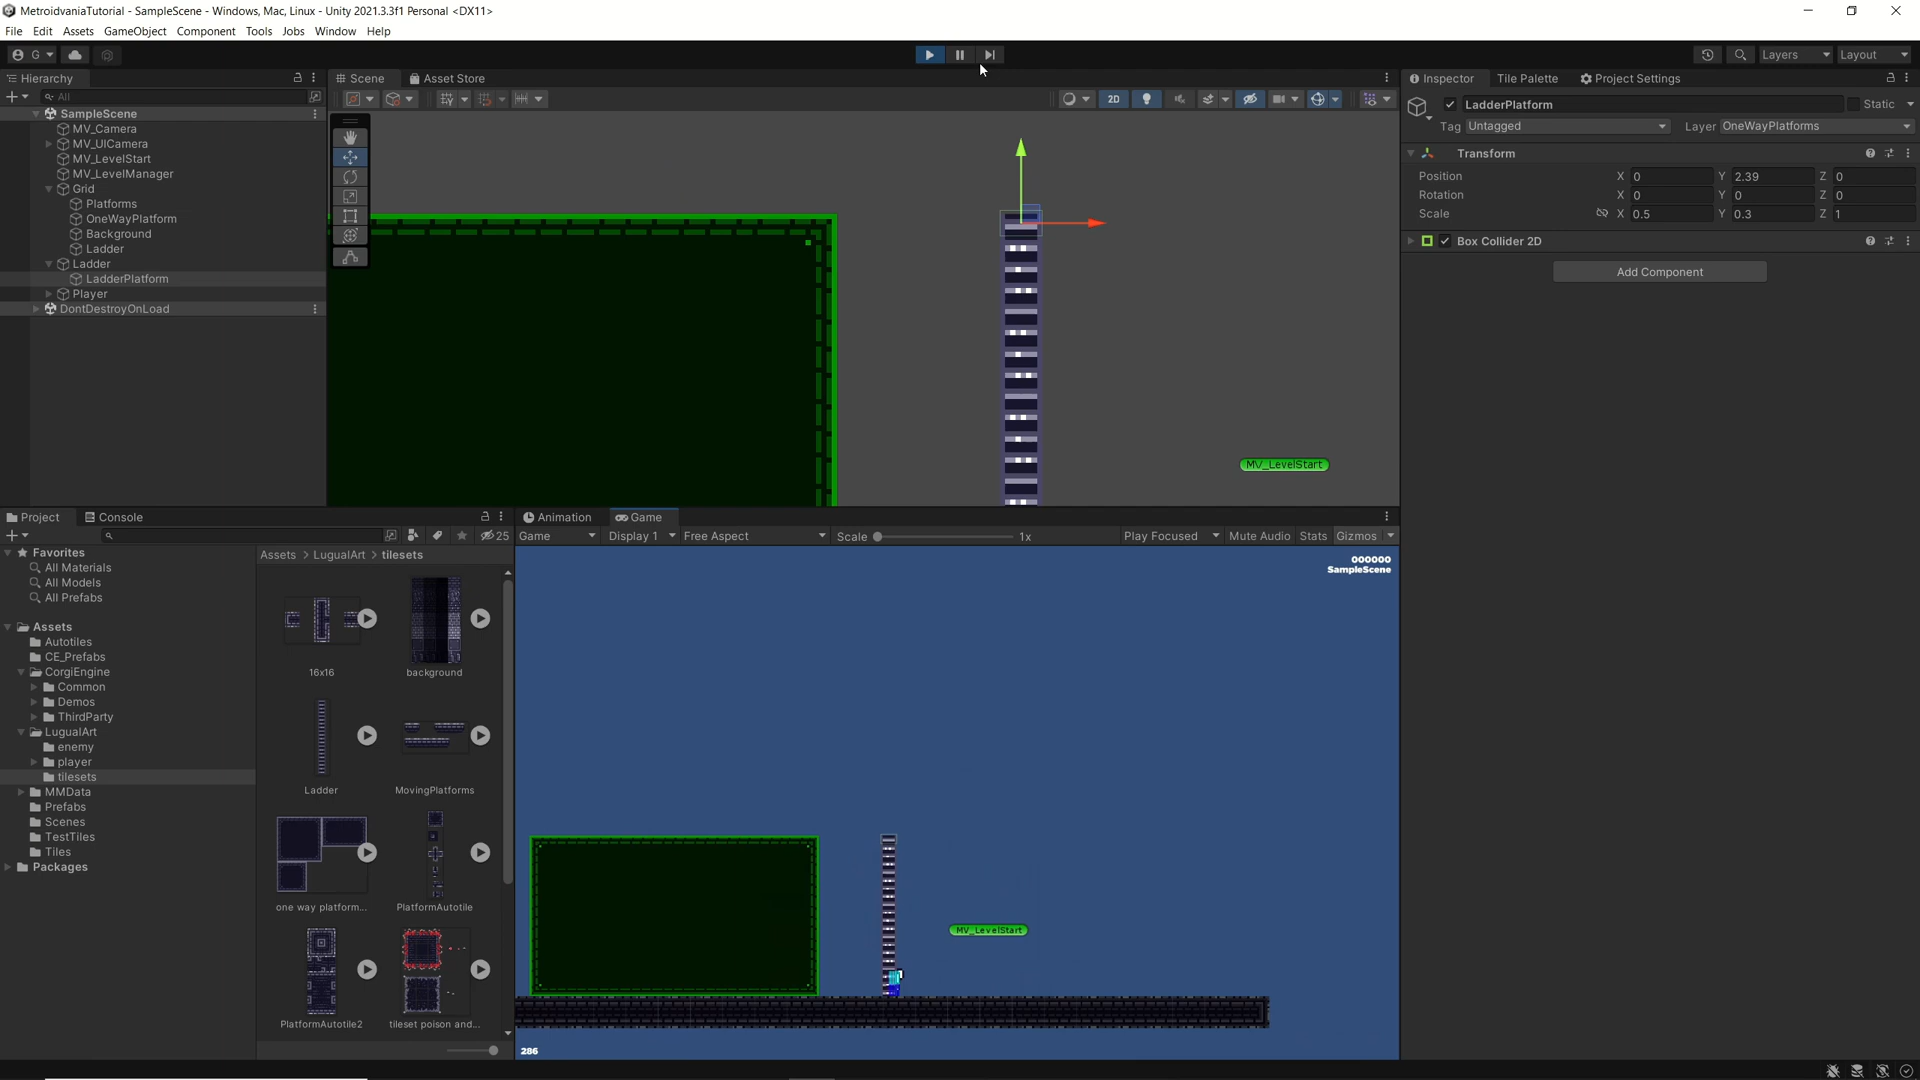 MetroidvaniaTutorial - SampleScene - Windows, Mac, Linux - Unity 2021.3.3f1 Personal <DX11>
File Edit Assets GameObject Component Tools Jobs Window Help
G Layers Layout
Hierarchy Scene Asset Store Inspector Tile Palette Project Settings
All 2D LadderPlatform Static
SampleScene
Tag Untagged Layer OneWayPlatforms
MV_Camera
MV_UICamera
MV_LevelStart
MV_LevelManager
Grid
Platforms
OneWayPlatform
Background
Ladder
Ladder
LadderPlatform
Player
DontDestroyOnLoad
Transform
Position X 0 Y 2.39 Z 0
Rotation X 0 Y 0 Z 0
Scale X 0.5 Y 0.3 Z 1
Box Collider 2D
Add Component
MV_LevelStart
Project Console Animation Game
25 Game Display 1 Free Aspect Scale 1x Play Focused Mute Audio Stats Gizmos
Favorites
All Materials
All Models
All Prefabs
Assets
Autotiles
CE_Prefabs
CorgiEngine
Common
Demos
ThirdParty
LugualArt
enemy
player
tilesets
MMData
Prefabs
Scenes
TestTiles
Tiles
Packages
Assets > LugualArt > tilesets
16x16 background
Ladder MovingPlatforms
one way platform... PlatformAutotile
PlatformAutotile2 tileset poison and...
000000
SampleScene
MV_LevelStart
286